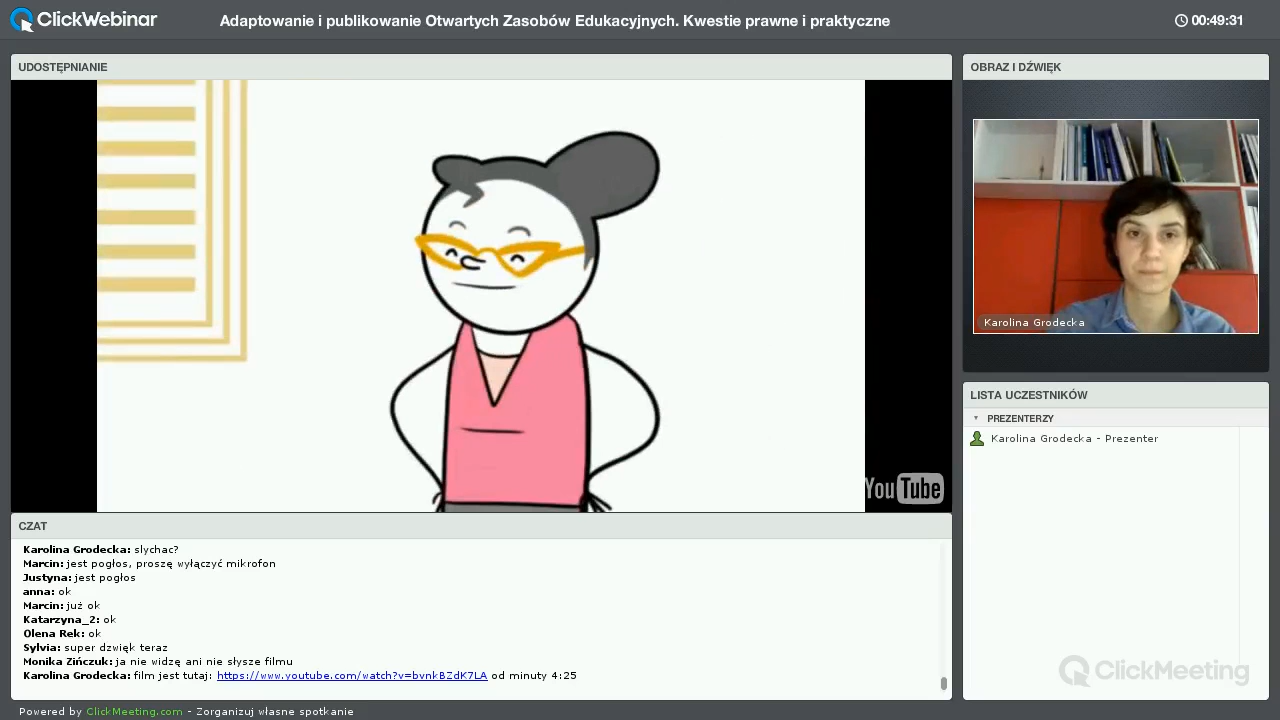 ClickWebinar
Adaptowanie i publikowanie Otwartych Zasobów Edukacyjnych. Kwestie prawne i praktyczne
00:49:31
UDOSTĘPNIANIE
YouTube
OBRAZ I DŹWIĘK
Karolina Grodecka
LISTA UCZESTNIKÓW
PREZENTERZY
Karolina Grodecka - Prezenter
ClickMeeting
CZAT
Karolina Grodecka: slychac?
Marcin: jest pogłos, proszę wyłączyć mikrofon
Justyna: jest pogłos
anna: ok
Marcin: już ok
Katarzyna_2: ok
Olena Rek: ok
Sylvia: super dzwięk teraz
Monika Zińczuk: ja nie widzę ani nie słysze filmu
Karolina Grodecka: film jest tutaj: https://www.youtube.com/watch?v=bvnkBZdK7LA od minuty 4:25
Powered by ClickMeeting.com - Zorganizuj własne spotkanie